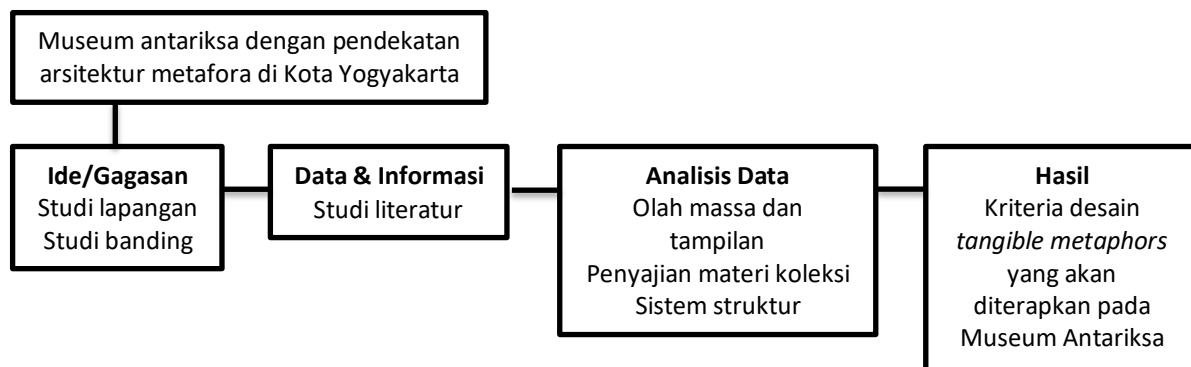 Museum antariksa dengan pendekatan
arsitektur metafora di Kota Yogyakarta
Ide/Gagasan
Studi lapangan
Studi banding
Data & Informasi
Studi literatur
Analisis Data
Olah massa dan
tampilan
Penyajian materi koleksi
Sistem struktur
Hasil
Kriteria desain
tangible metaphors
yang akan
diterapkan pada
Museum Antariksa